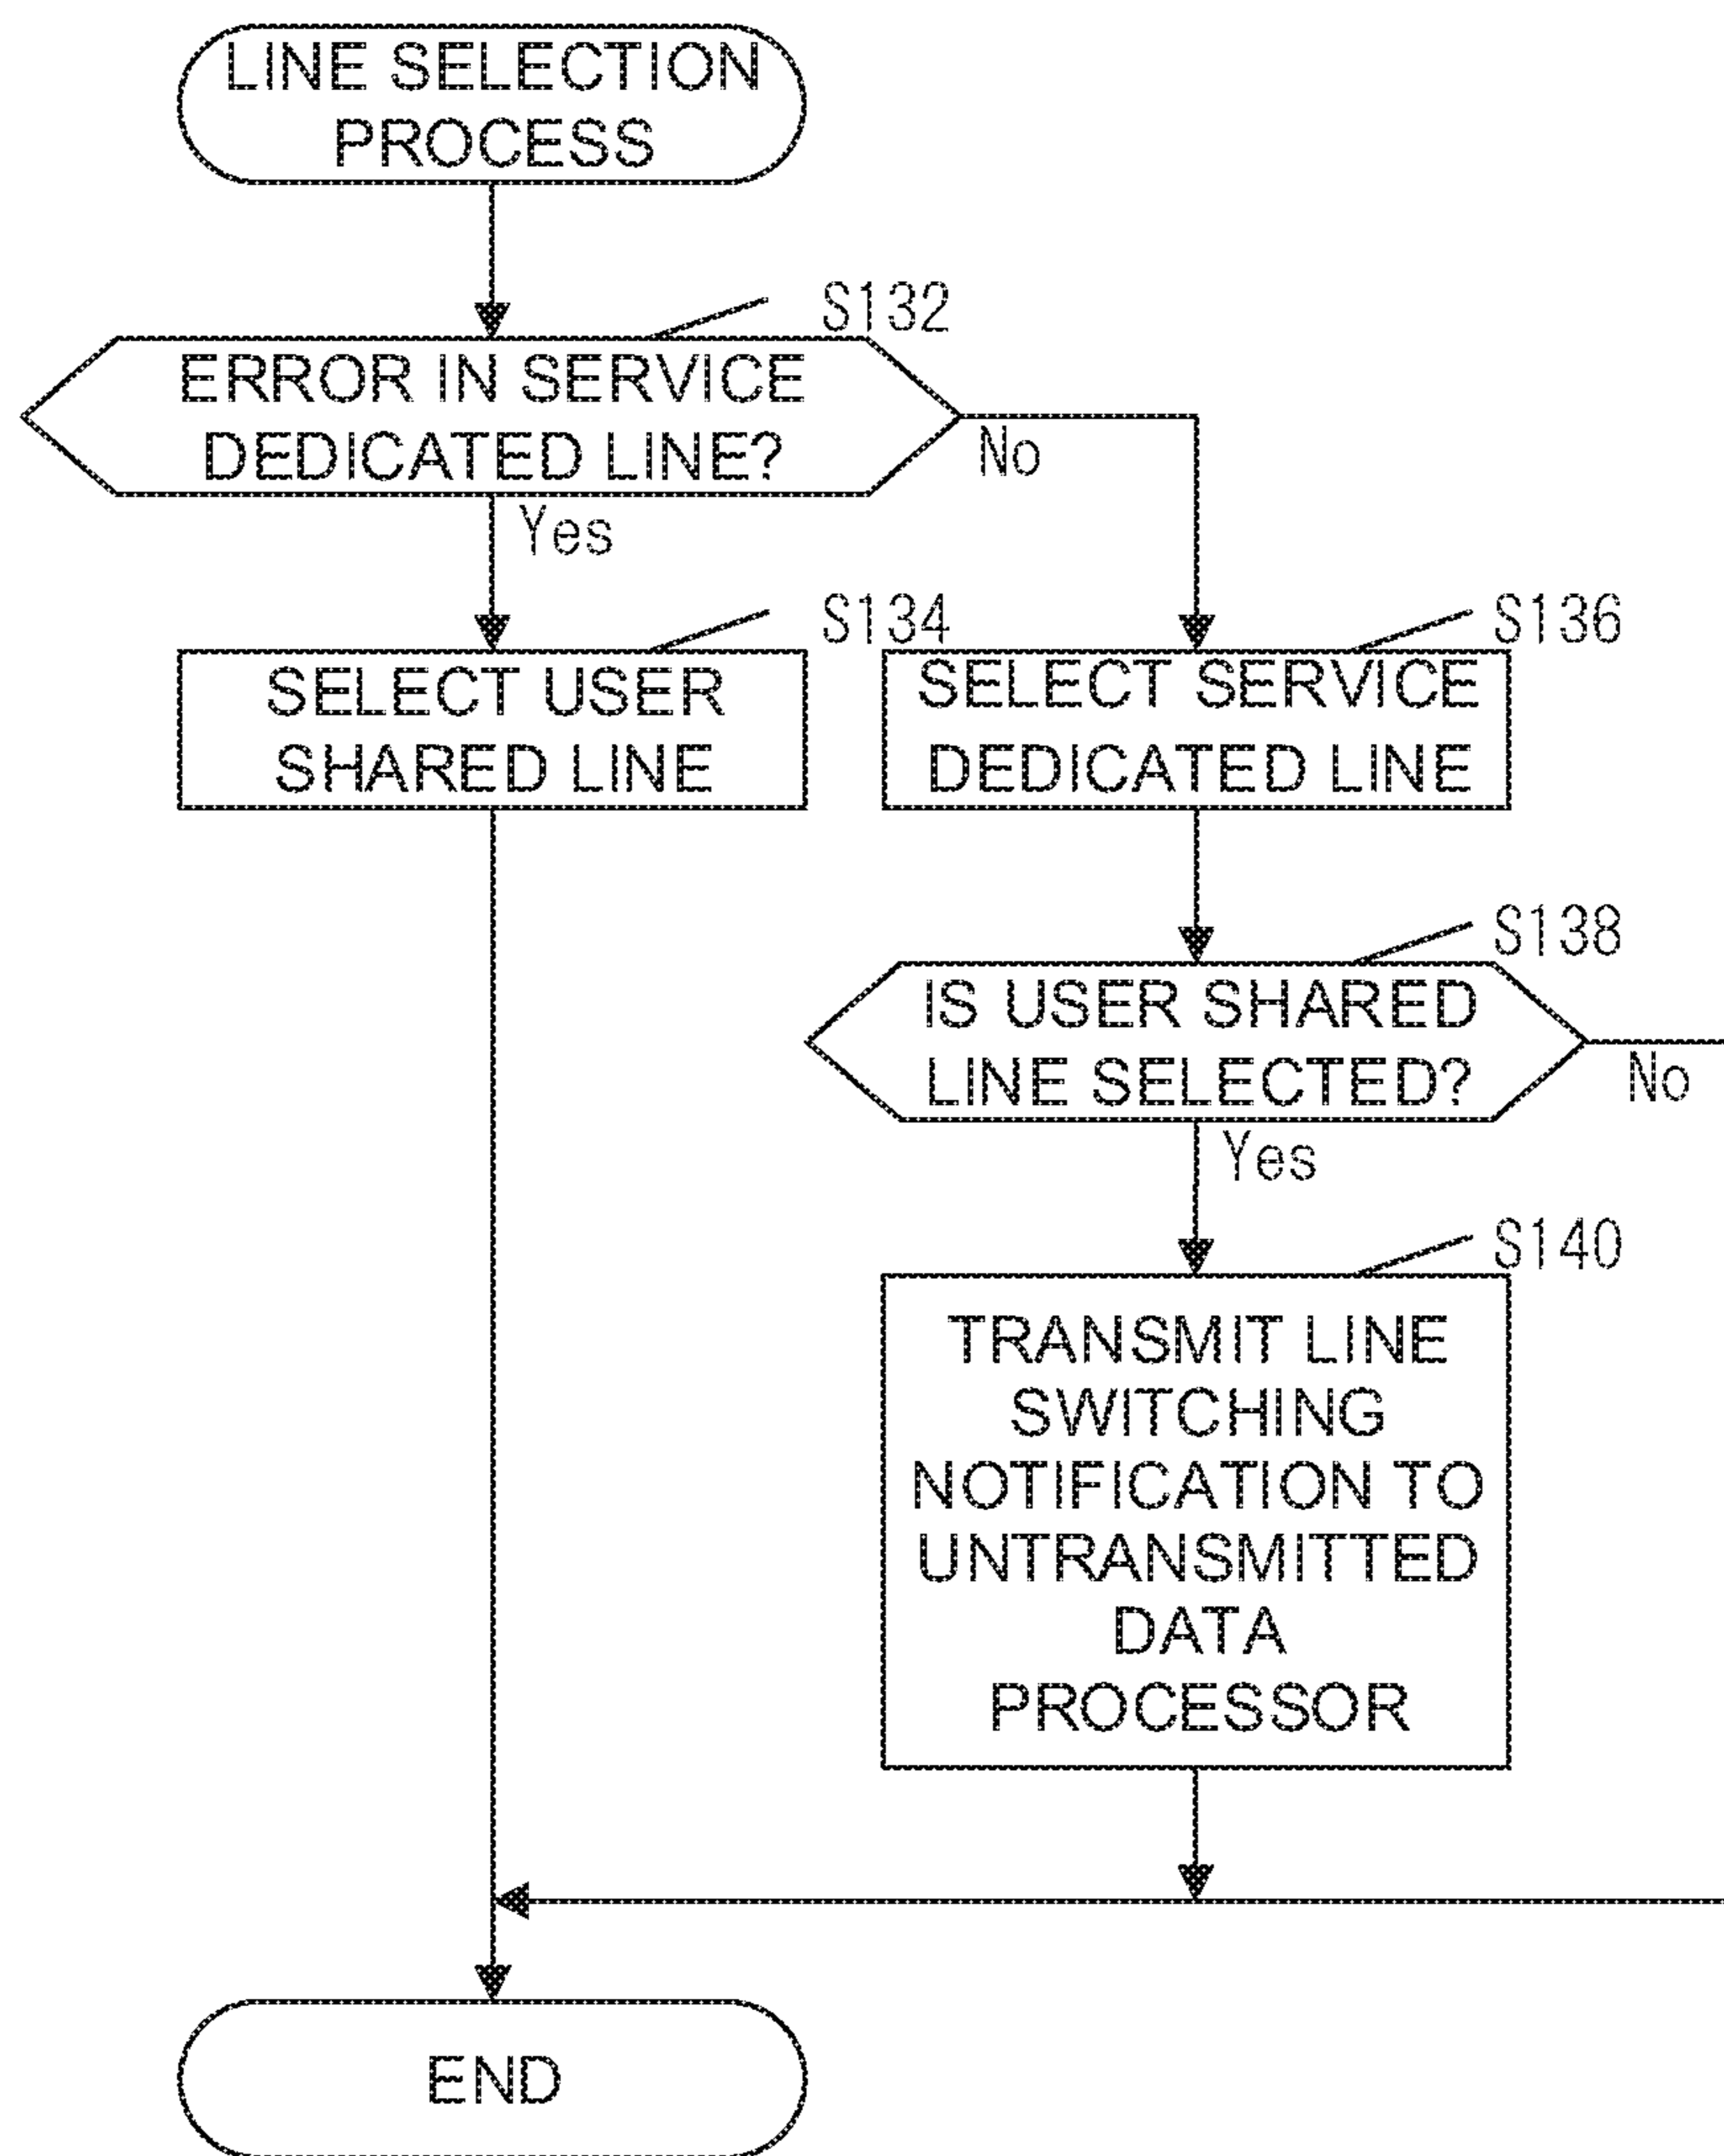 LINE SELECTION
PROCESS
S132
ERROR IN SERVICE
DEDICATED LINE?
No
Yes
S134
SELECT USER
SHARED LINE
S136
SELECT SERVICE
DEDICATED LINE
S138
IS USER SHARED
LINE SELECTED?
No
Yes
S140
TRANSMIT LINE
SWITCHING
NOTIFICATION TO
UNTRANSMITTED
DATA
PROCESSOR
END